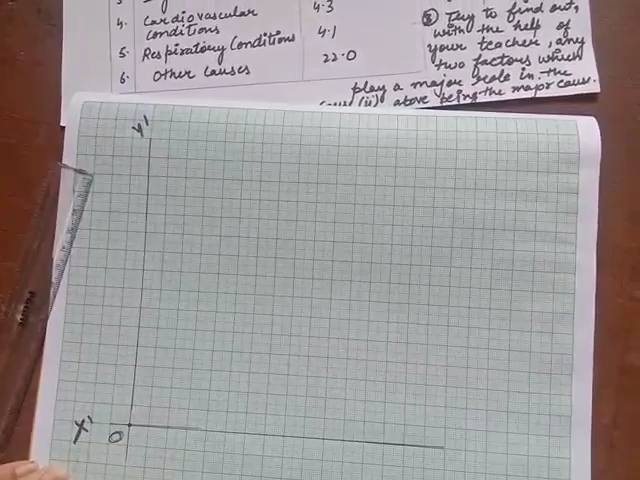 4. Cardiovascular conditions
4.3
5. Respiratory Conditions
4.1
6. Other causes
22.0
③ Try to find out,
with the help of
your teacher, any
two factors which
play a major role in the
(ii) above being the major cause.
Y'
X'
O